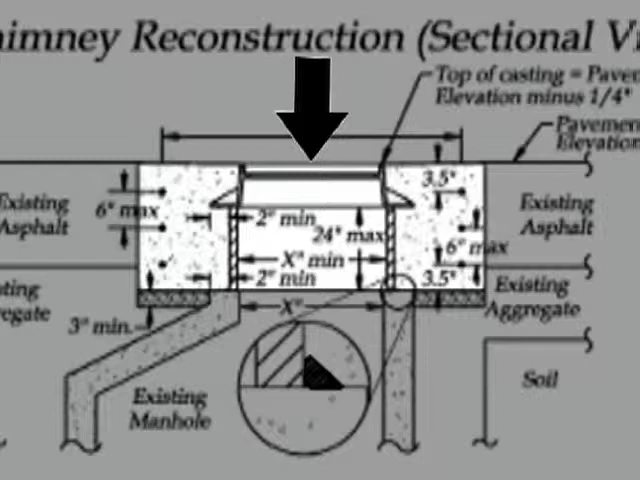 himney Reconstruction (Sectional Vi
Top of casting = Pavem
Elevation minus 1/4"
Pavemen
Elevation
3.5"
Existing
Asphalt
6" max
2" min
24" max
Existing
Asphalt
6" max
X" min
2" min
3.5"
sting
regate
Existing
Aggregate
X"
3" min.
Existing
Manhole
Soil